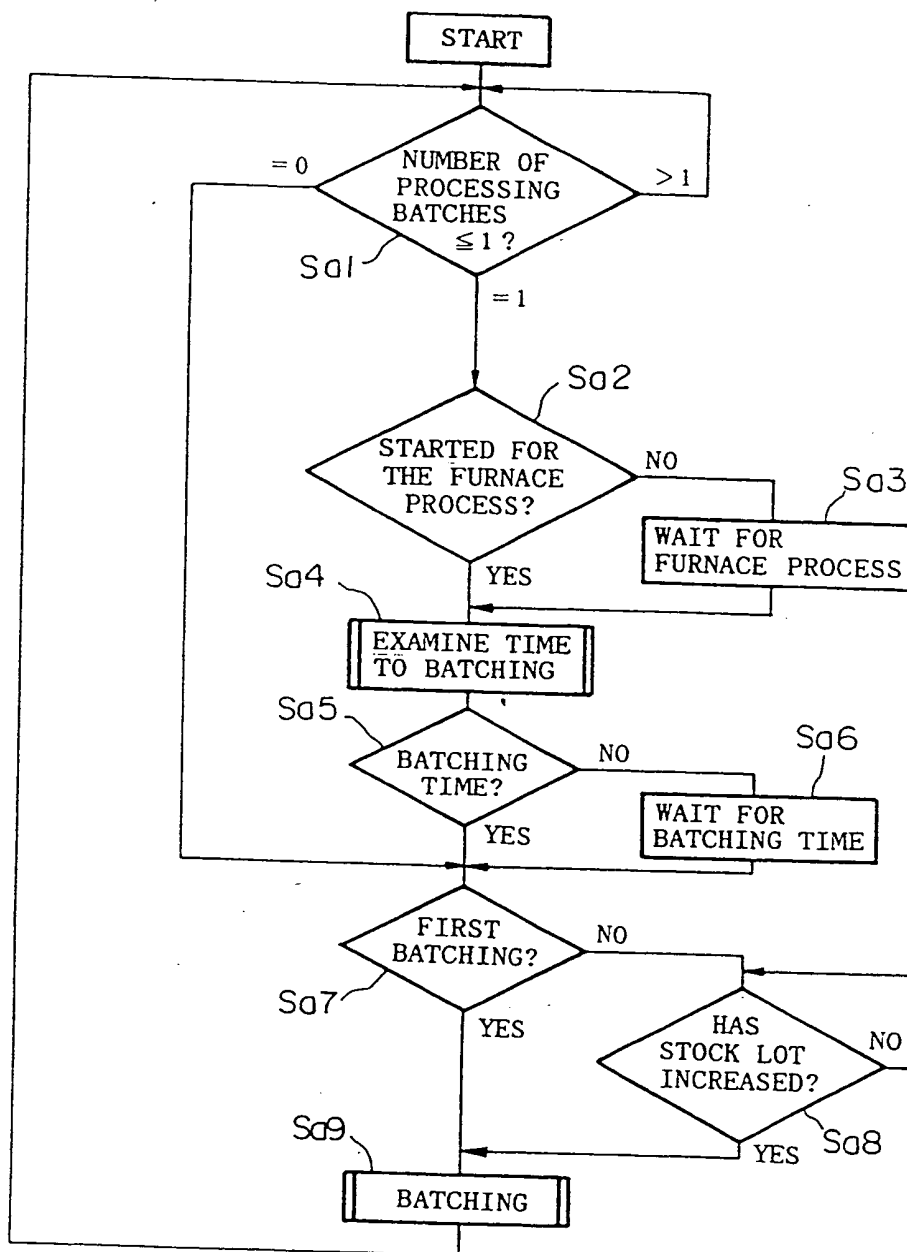 START
= 0
NUMBER OF
PROCESSING
BATCHES
≦ 1 ?
> 1
Sa1
= 1
Sa2
STARTED FOR
THE FURNACE
PROCESS?
NO
Sa3
WAIT FOR
FURNACE PROCESS
YES
Sa4
EXAMINE TIME
TO BATCHING
Sa5
BATCHING
TIME?
NO
Sa6
WAIT FOR
BATCHING TIME
YES
FIRST
BATCHING?
NO
Sa7
YES
HAS
STOCK LOT
INCREASED?
NO
Sa8
YES
Sa9
BATCHING